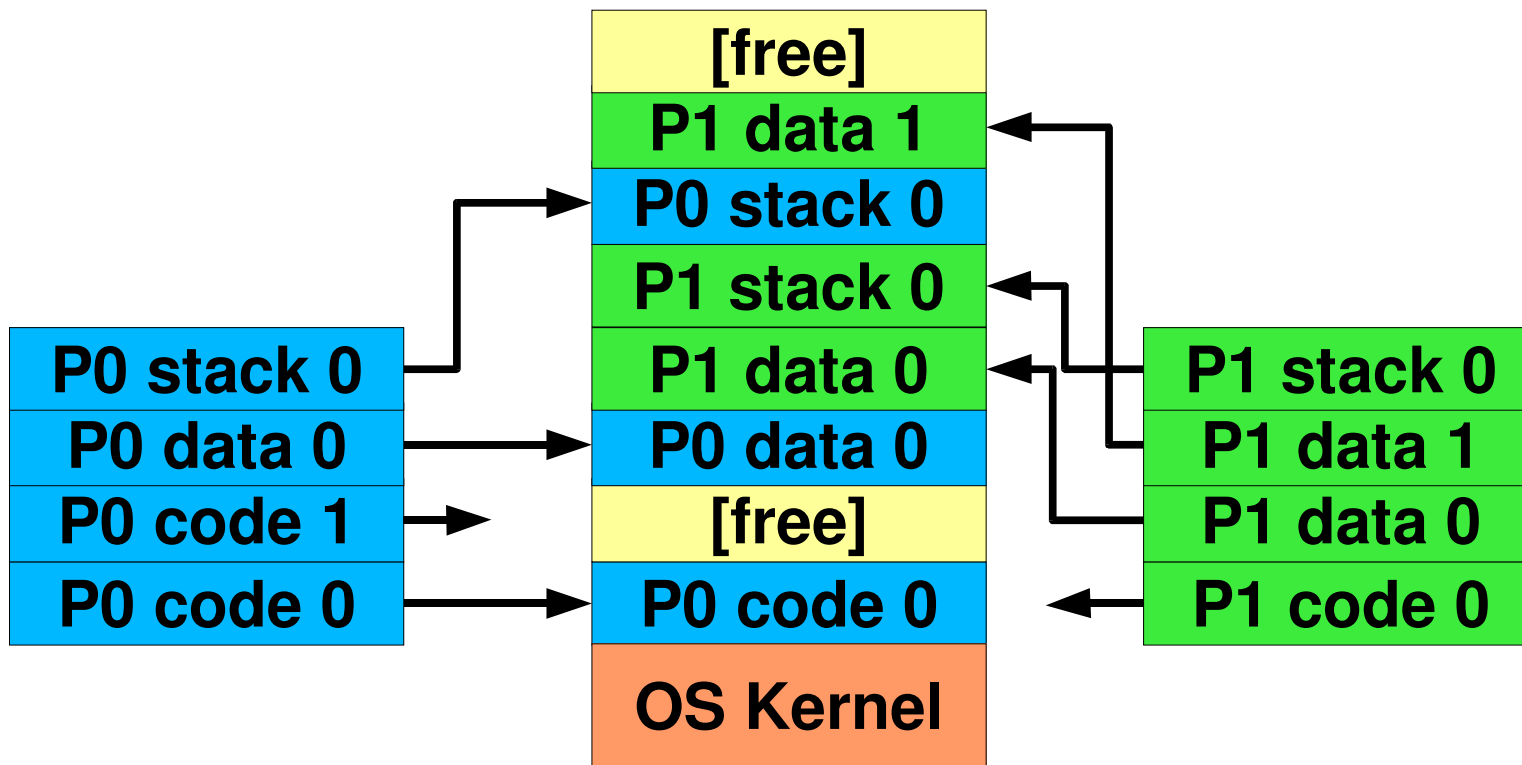 [free]
P1 data 1
P0 stack 0
P1 stack 0
P1 data 0
P0 data 0
[free]
P0 code 0
OS Kernel
P0 stack 0
P0 data 0
P0 code 1
P0 code 0
P1 stack 0
P1 data 1
P1 data 0
P1 code 0